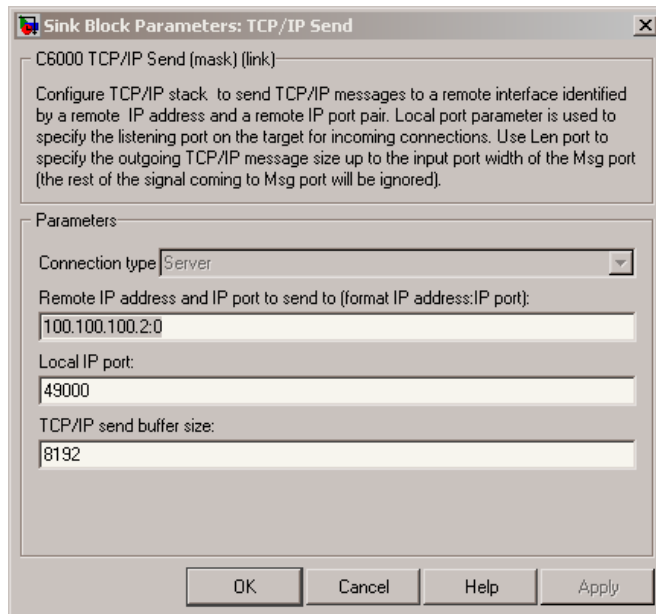 Sink Block Parameters: TCP/IP Send
C6000 TCP/IP Send (mask) (link)
Configure TCP/IP stack  to send TCP/IP messages to a remote interface identified
by a remote  IP address and a remote IP port pair. Local port parameter is used to
specify the listening port on the target for incoming connections. Use Len port to
specify the outgoing TCP/IP message size up to the input port width of the Msg port
(the rest of the signal coming to Msg port will be ignored).
Parameters
Connection type Server
Remote IP address and IP port to send to (format IP address:IP port):
100.100.100.2:0
Local IP port:
49000
TCP/IP send buffer size:
8192
OK Cancel Help Apply